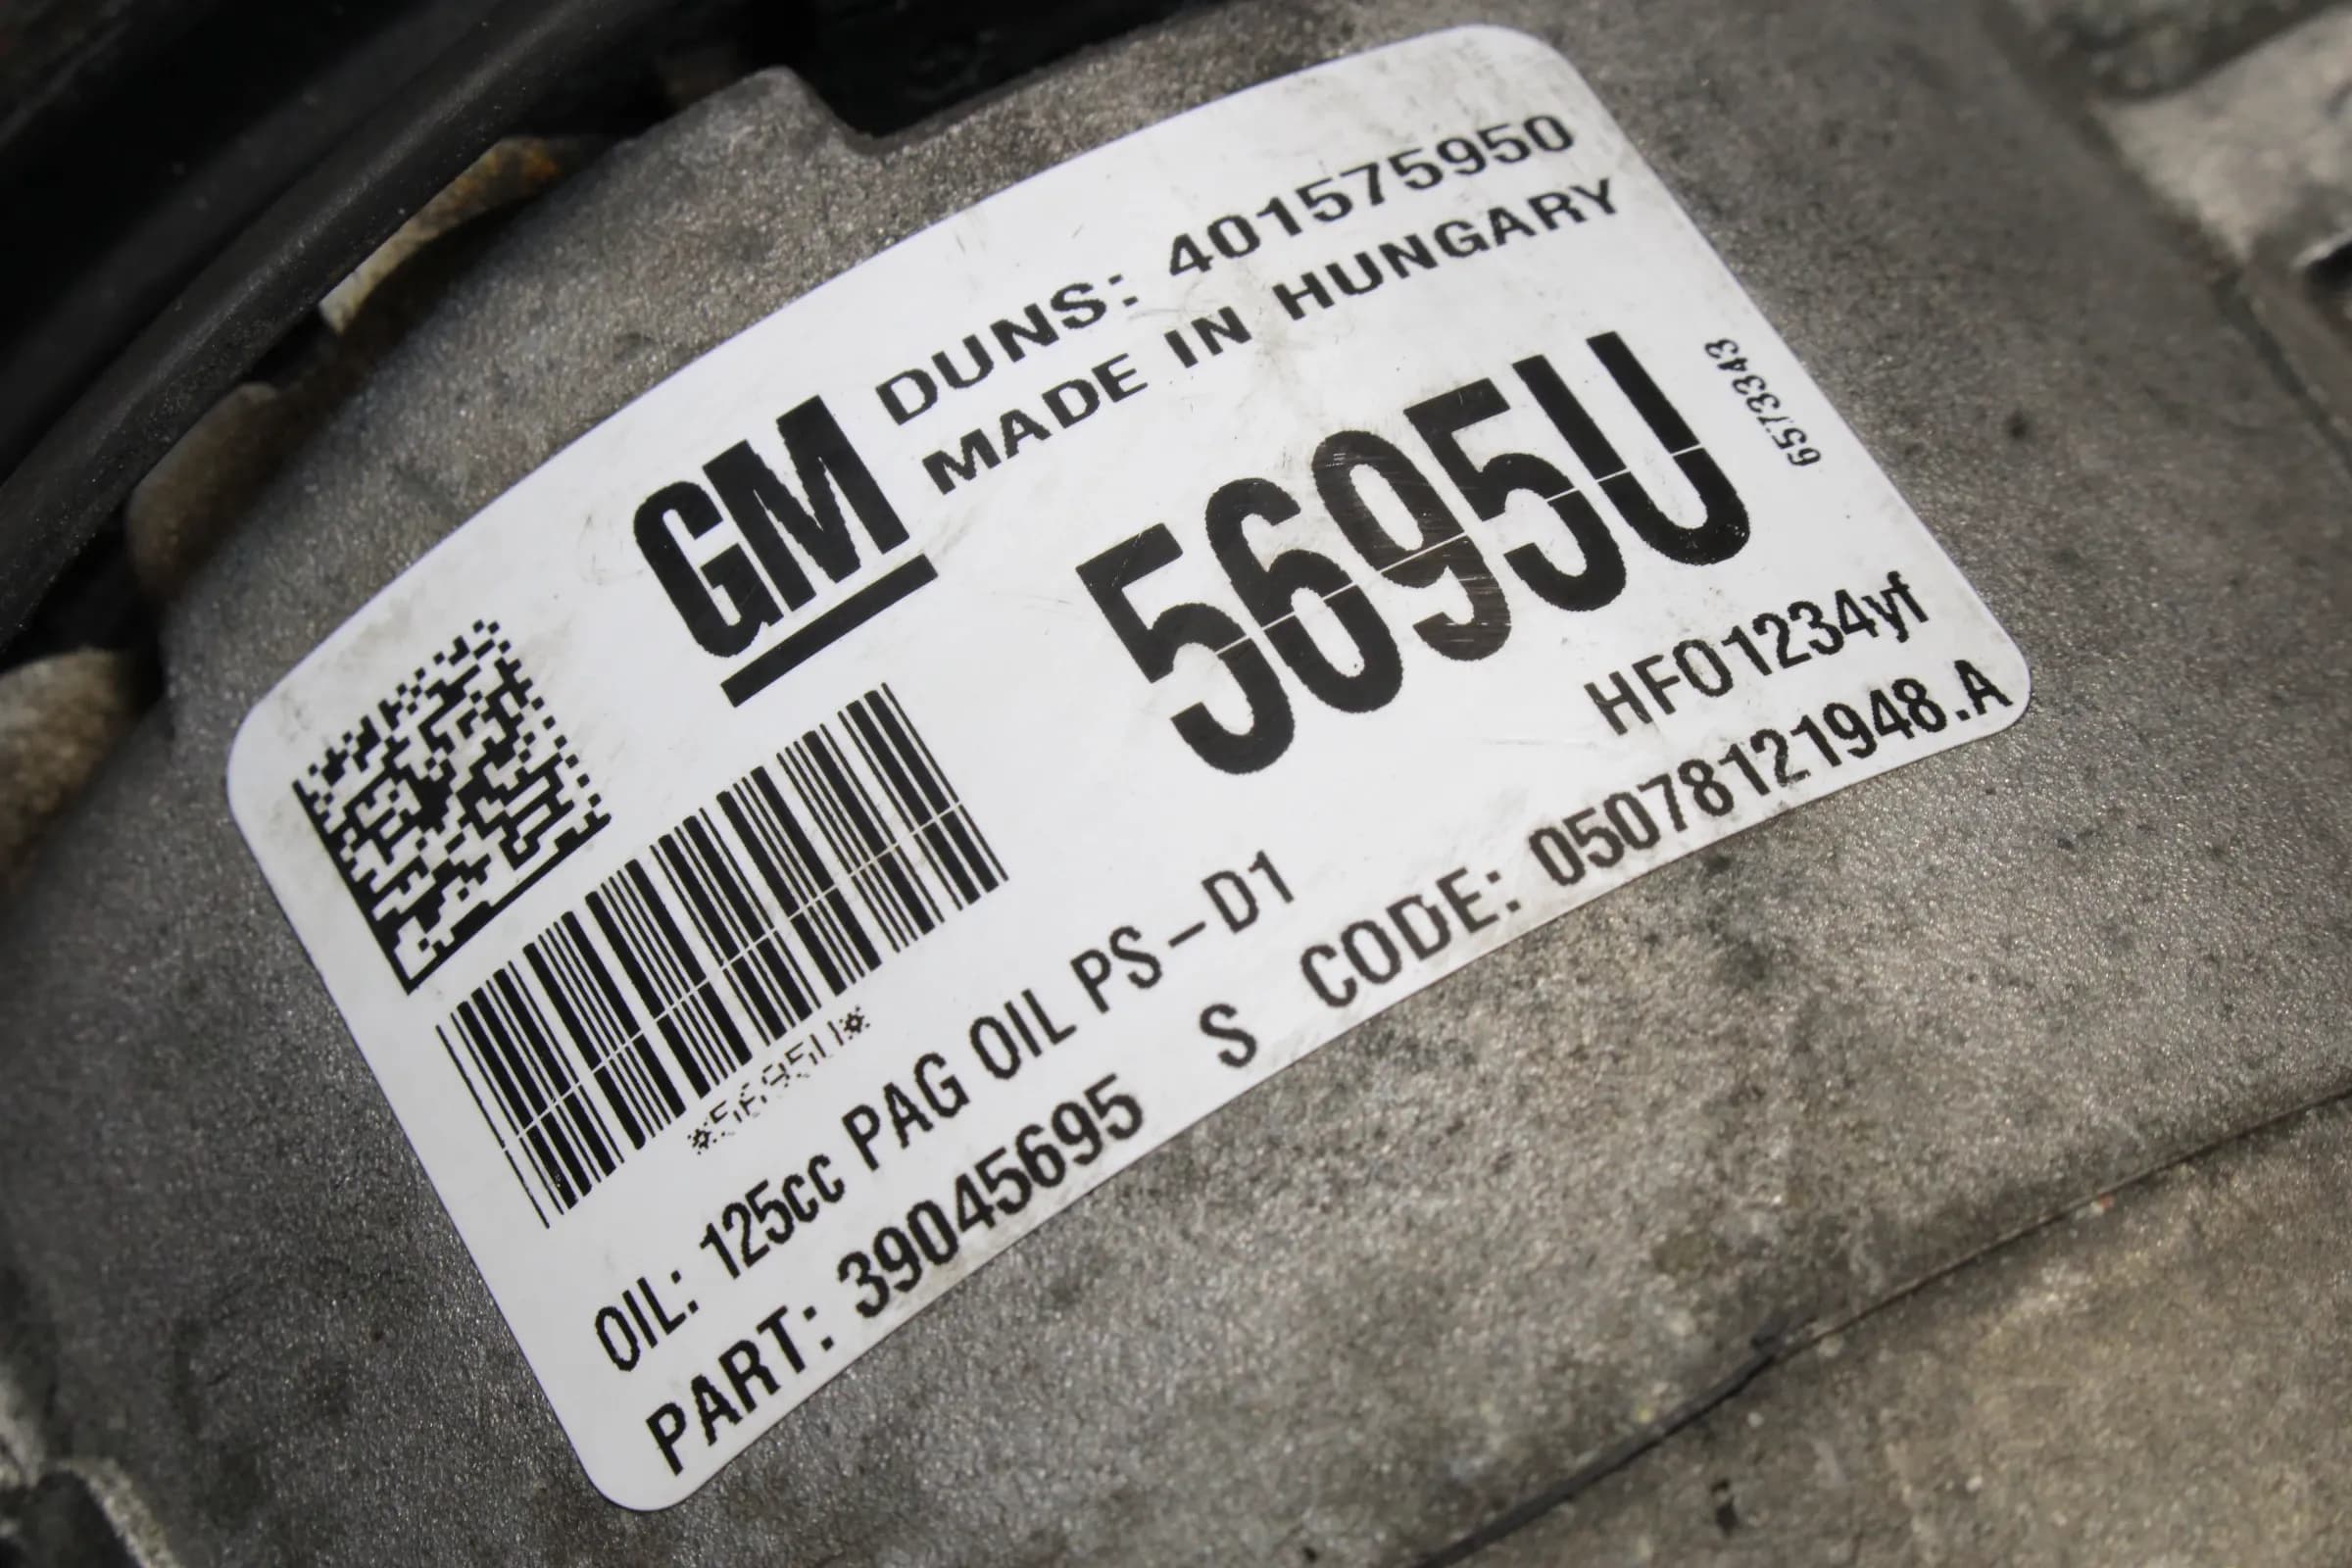 GM
DUNS: 401575950
MADE IN HUNGARY
5695U
65733343
HFO1234yf
*5695U*
OIL: 125cc PAG OIL PS-D1
PART: 39045695 S CODE: 05078121948.A